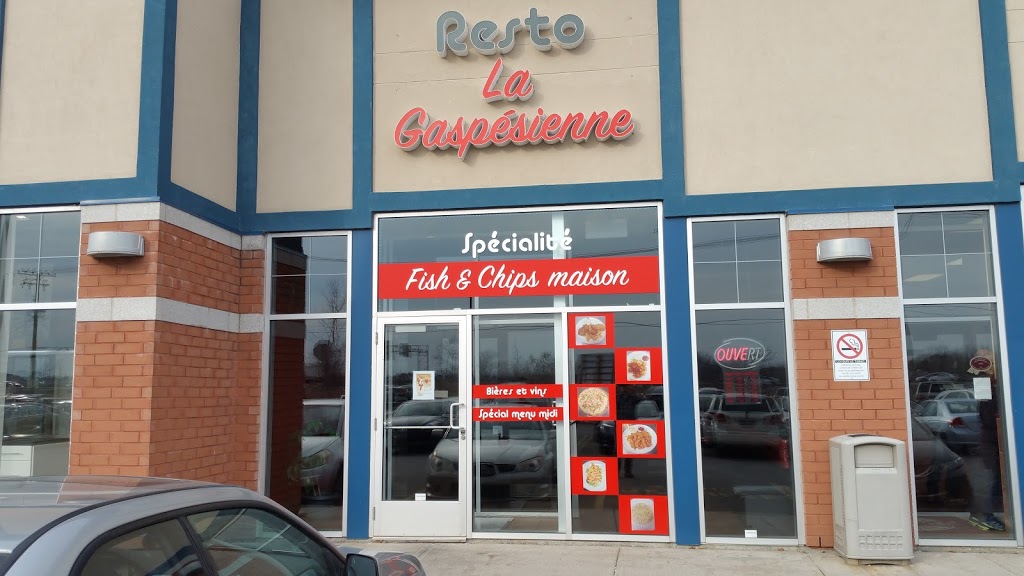 Resto
La
Gaspésienne
Spécialité
Fish & Chips maison
Bières et vins
Spécial menu midi
OUVERT